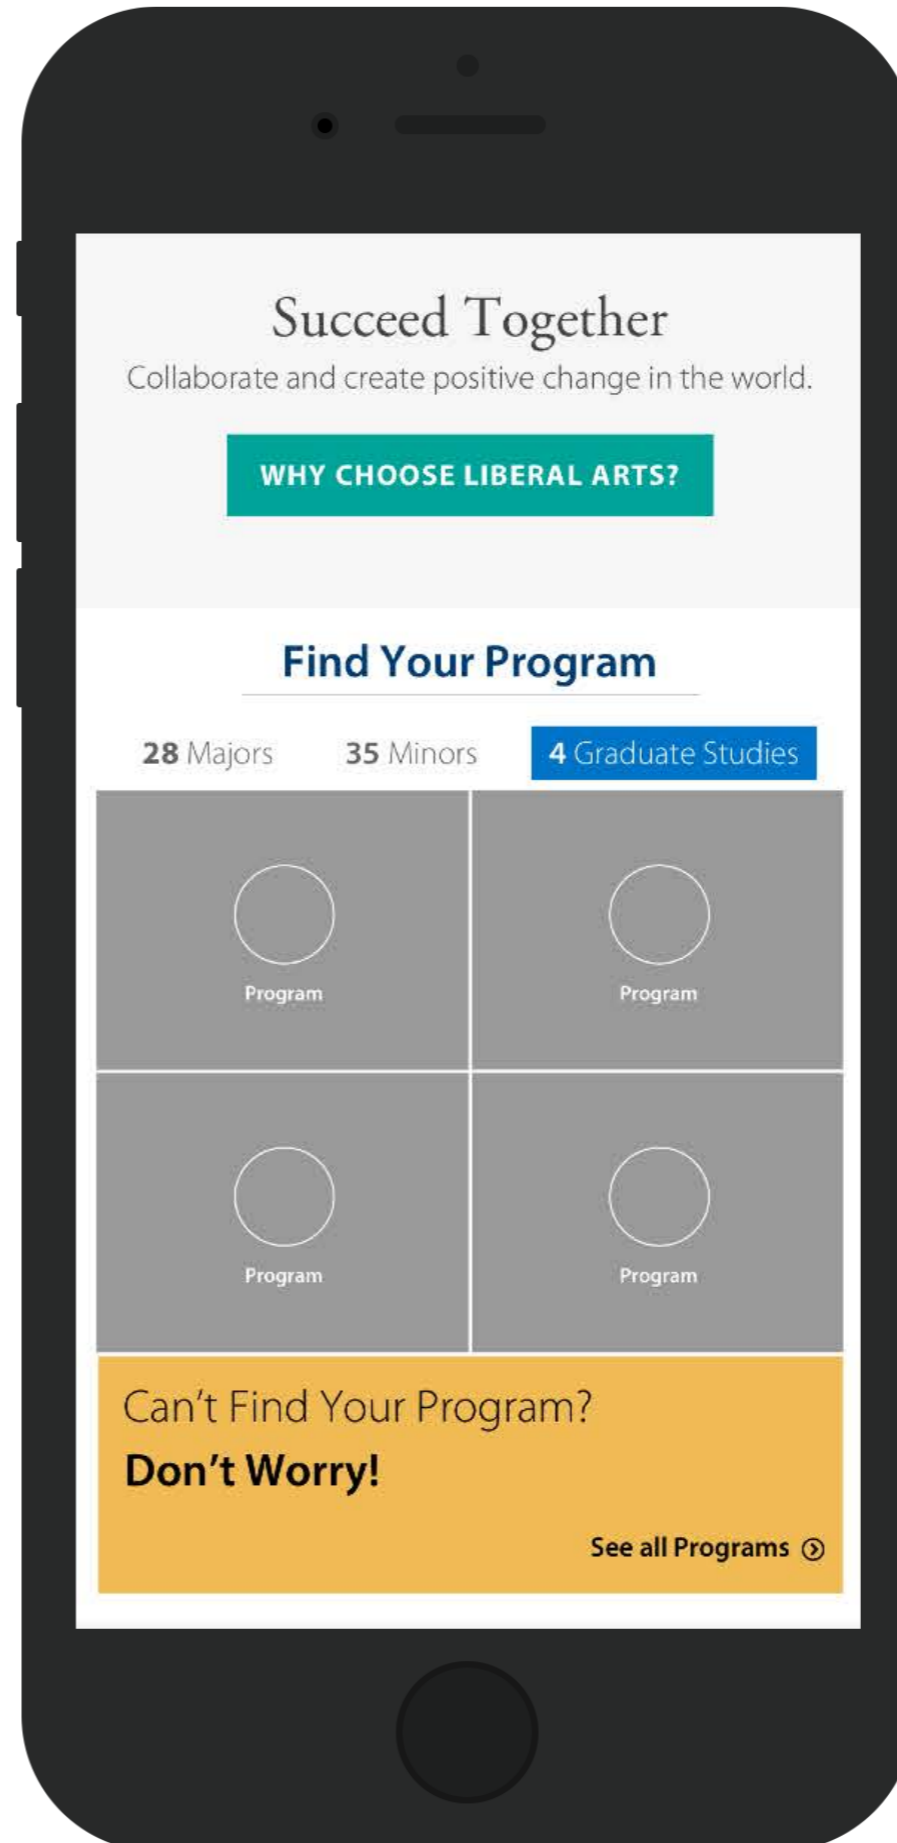 Succeed Together
Collaborate and create positive change in the world.
WHY CHOOSE LIBERAL ARTS?
Find Your Program
28 Majors 35 Minors 4 Graduate Studies
Program Program
Program Program
Can't Find Your Program?
Don't Worry!
See all Programs